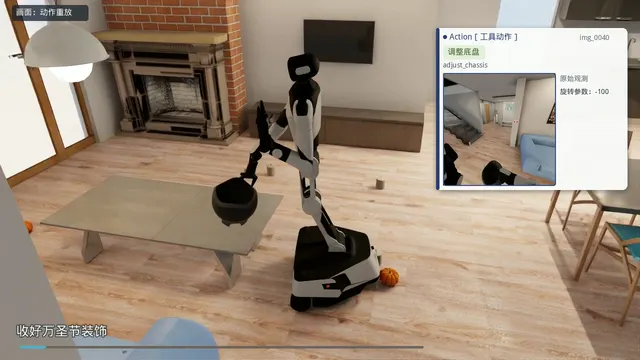 画面：动作重放
Action [ 工具动作 ]
img_0040
调整底盘
adjust_chassis
原始观测
旋转参数：-100
收好万圣节装饰